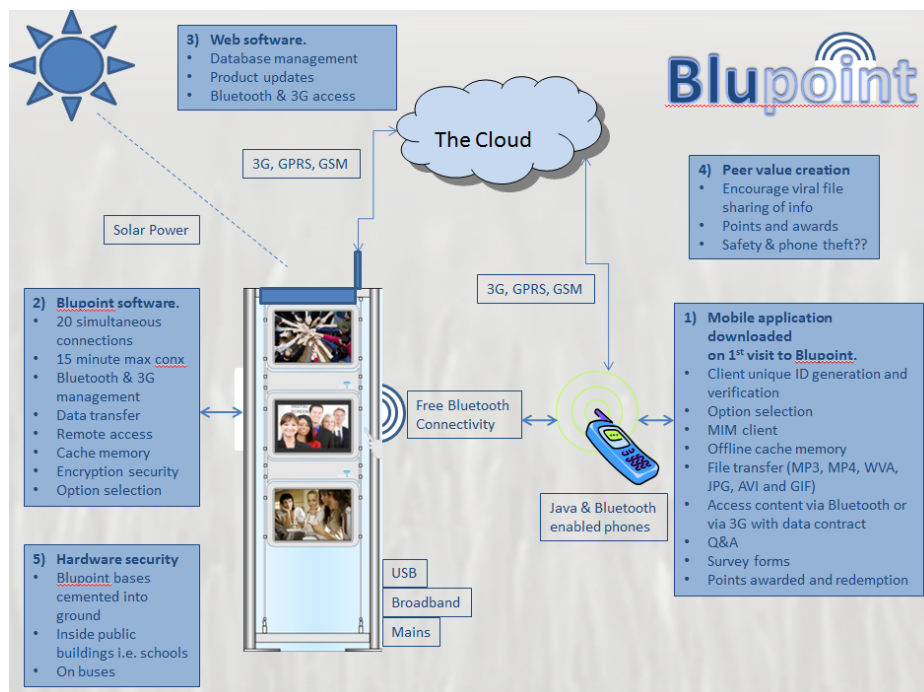 3) Web software.
• Database management
• Product updates
• Bluetooth & 3G access
Blupoint
The Cloud
3G, GPRS, GSM
4) Peer value creation
• Encourage viral file
sharing of info
• Points and awards
• Safety & phone theft??
Solar Power
3G, GPRS, GSM
2) Blupoint software.
• 20 simultaneous
connections
• 15 minute max conx
• Bluetooth & 3G
management
• Data transfer
• Remote access
• Cache memory
• Encryption security
• Option selection
Free Bluetooth
Connectivity
1) Mobile application
downloaded
on 1st visit to Blupoint.
• Client unique ID generation and
verification
• Option selection
• MIM client
• Offline cache memory
• File transfer (MP3, MP4, WVA,
JPG, AVI and GIF)
• Access content via Bluetooth or
via 3G with data contract
• Q&A
• Survey forms
• Points awarded and redemption
Java & Bluetooth
enabled phones
5) Hardware security
• Blupoint bases
cemented into
ground
• Inside public
buildings i.e. schools
• On buses
USB
Broadband
Mains